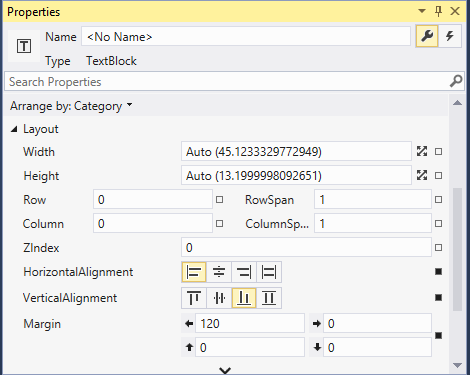 Properties
T
Name <No Name>
Type TextBlock
Search Properties
Arrange by: Category
Layout
Width Auto (45.1233329772949)
Height Auto (13.1999998092651)
Row 0 RowSpan 1
Column 0 ColumnSp... 1
ZIndex 0
HorizontalAlignment
VerticalAlignment
Margin 120 0
0 0